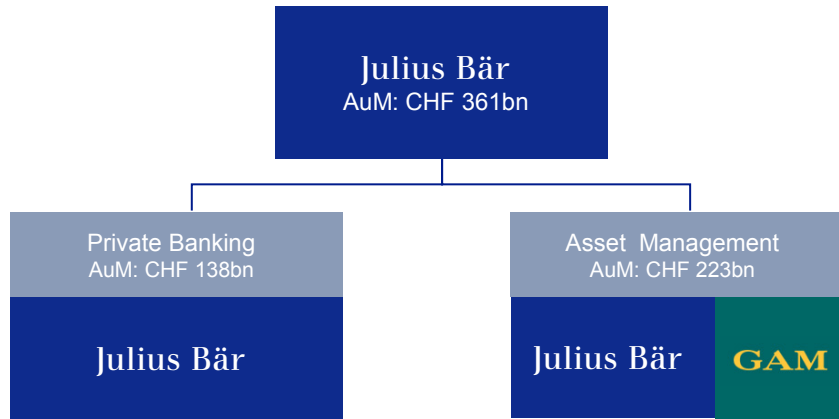 Julius Bär
AuM: CHF 361bn
Private Banking
AuM: CHF 138bn
Asset Management
AuM: CHF 223bn
Julius Bär
Julius Bär
GAM